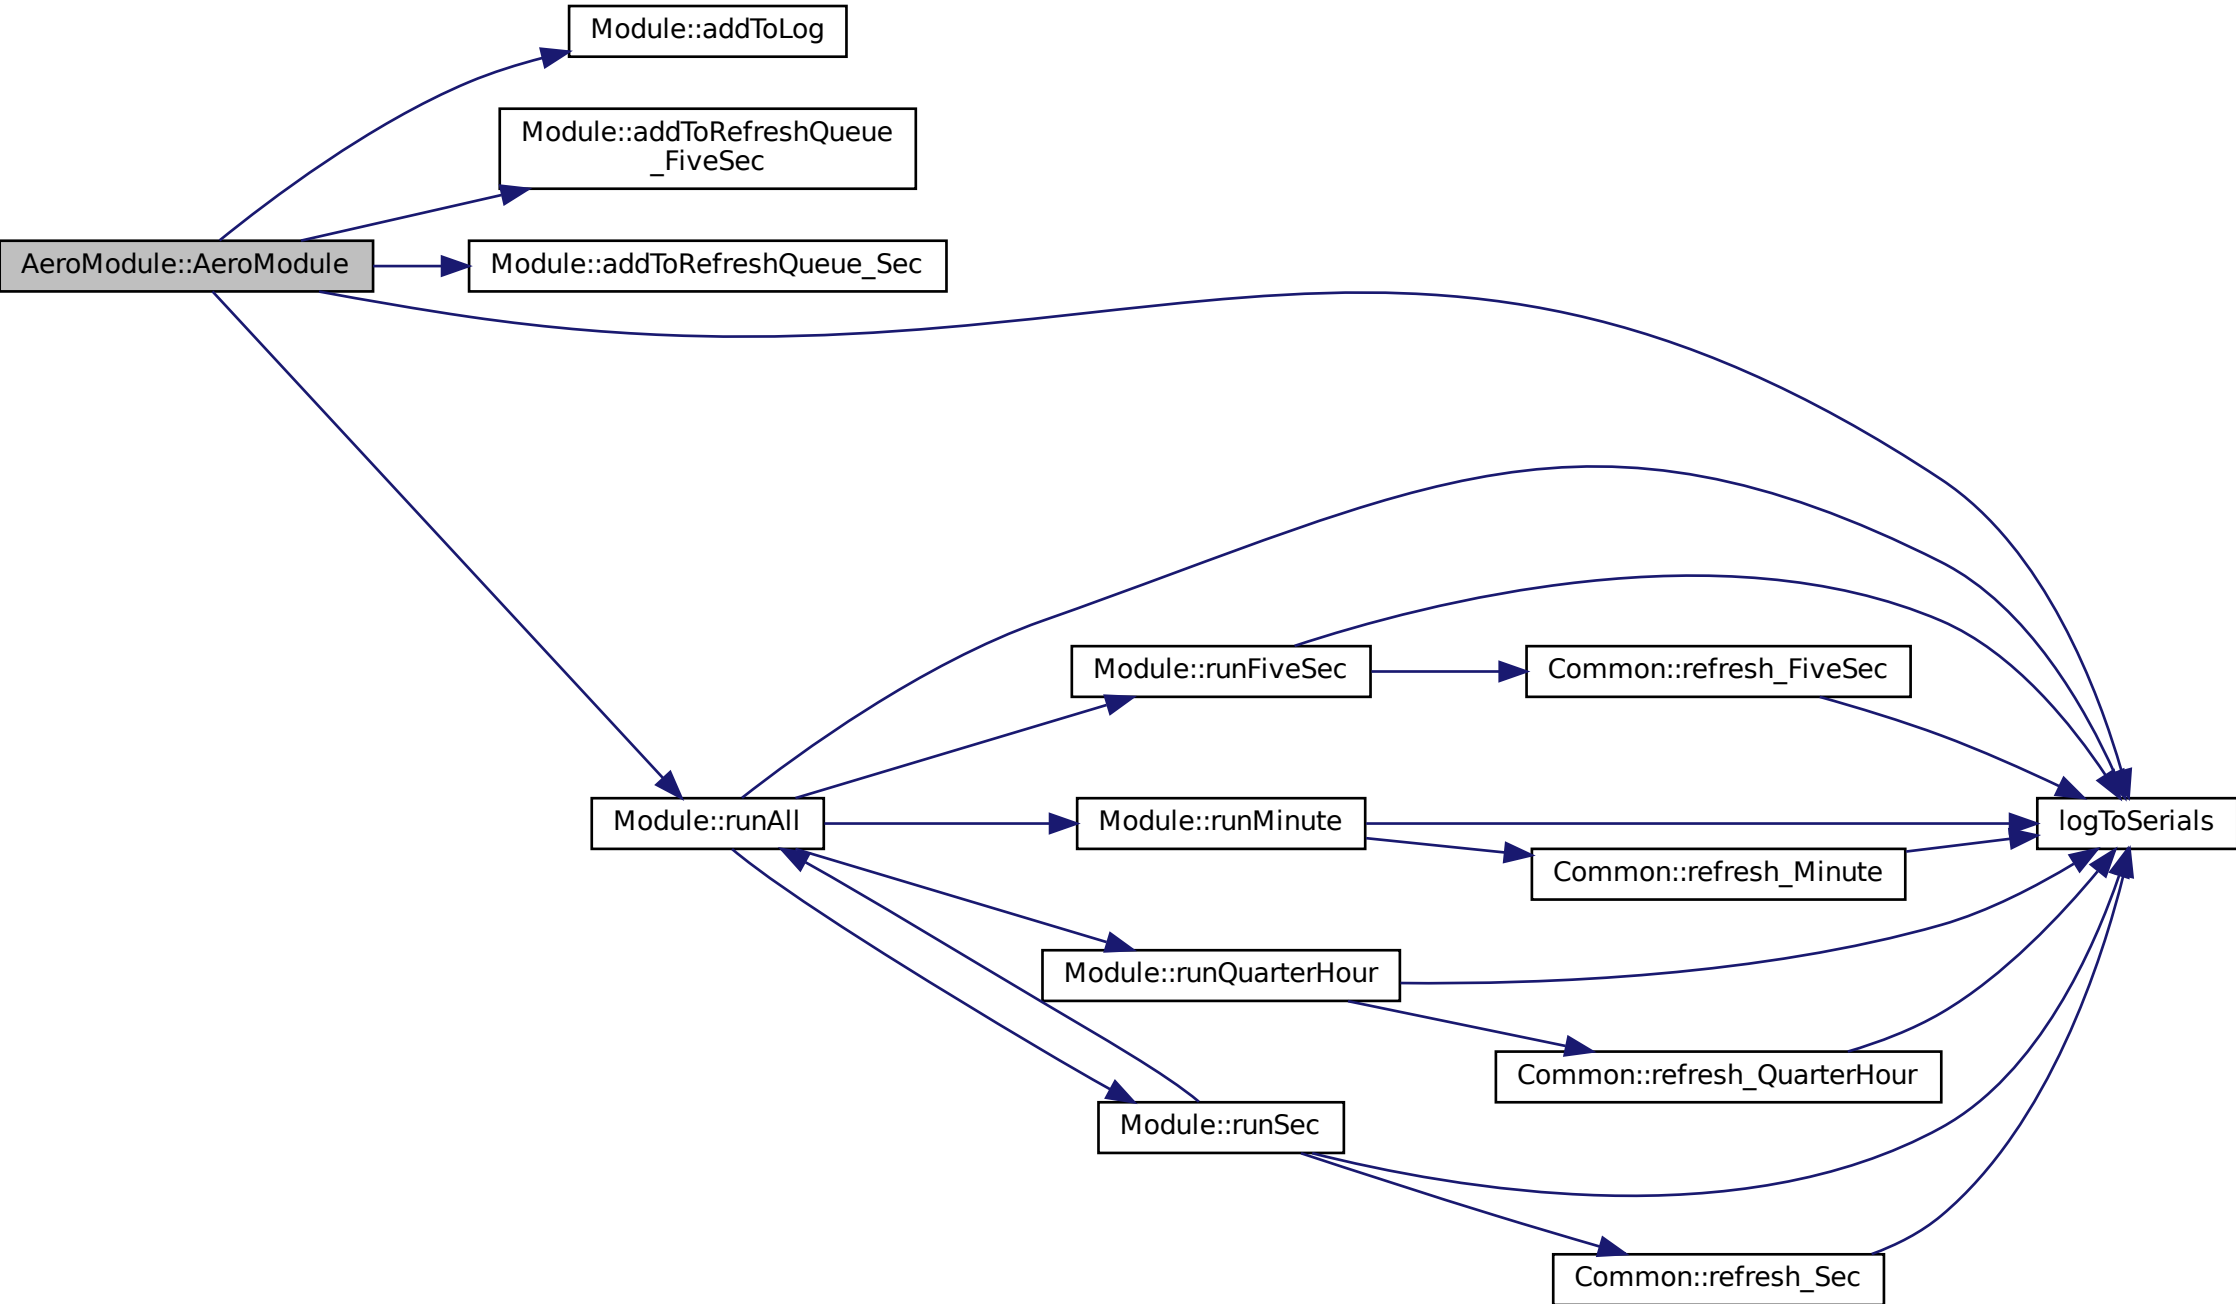 Module::addToLog
Module::addToRefreshQueue
_FiveSec
AeroModule::AeroModule
Module::addToRefreshQueue_Sec
Module::runFiveSec
Common::refresh_FiveSec
Module::runAll
Module::runMinute
logToSerials
Common::refresh_Minute
Module::runQuarterHour
Common::refresh_QuarterHour
Module::runSec
Common::refresh_Sec